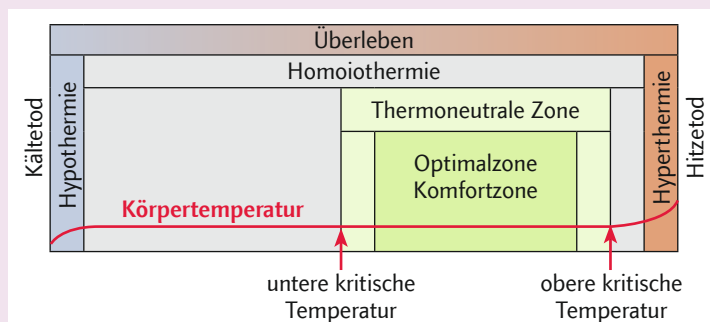 Überleben
Homoiothermie
Kältetod
Hypothermie
Thermoneutrale Zone
Hyperthermie
Hitzetod
Optimalzone
Komfortzone
Körpertemperatur
untere kritische
Temperatur
obere kritische
Temperatur